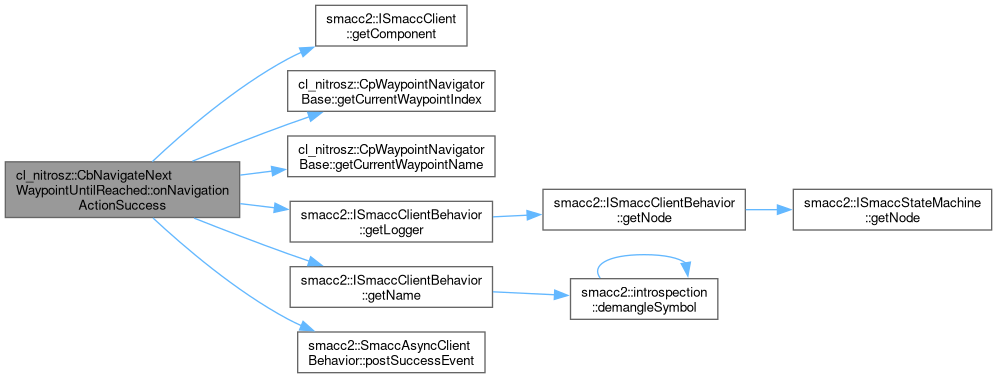 smacc2::ISmaccClient
::getComponent
cl_nitrosz::CpWaypointNavigator
Base::getCurrentWaypointIndex
cl_nitrosz::CpWaypointNavigator
Base::getCurrentWaypointName
cl_nitrosz::CbNavigateNext
WaypointUntilReached::onNavigation
ActionSuccess
smacc2::ISmaccClientBehavior
::getLogger
smacc2::ISmaccClientBehavior
::getNode
smacc2::ISmaccStateMachine
::getNode
smacc2::ISmaccClientBehavior
::getName
smacc2::introspection
::demangleSymbol
smacc2::SmaccAsyncClient
Behavior::postSuccessEvent